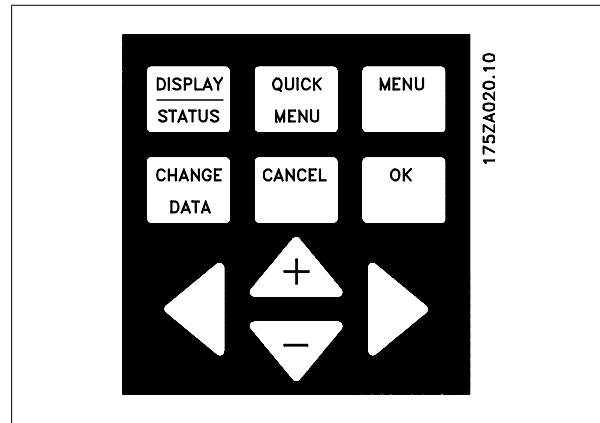 DISPLAY
STATUS
QUICK
MENU
MENU
CHANGE
DATA
CANCEL
OK
+
−
175ZA020.10